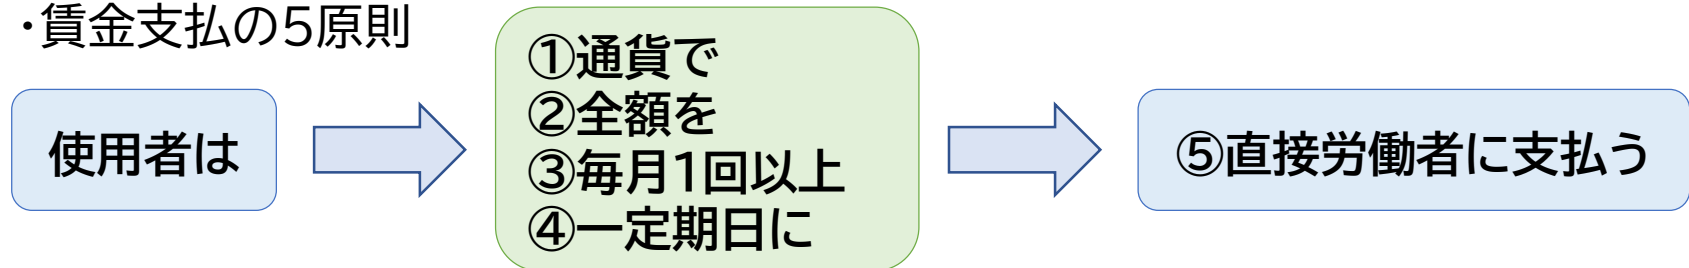 ・賃金支払の5原則
使用者は
①通貨で
②全額を
③毎月1回以上
④一定期日に
⑤直接労働者に支払う